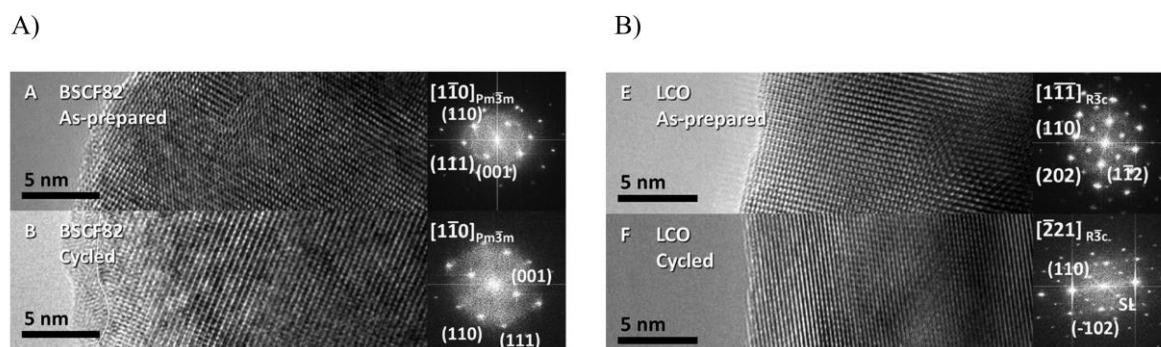 A)
B)
A BSCF82
As-prepared
5 nm
[11̅0]Pm3̅m
(110)
(111)
(001)
B BSCF82
Cycled
5 nm
[11̅0]Pm3̅m
(001)
(110)
(111)
E LCO
As-prepared
5 nm
[11̅1̅]R3̅c
(110)
(202)
(11̅2)
F LCO
Cycled
5 nm
[2̅21]R3̅c
(110)
SL
(-102)